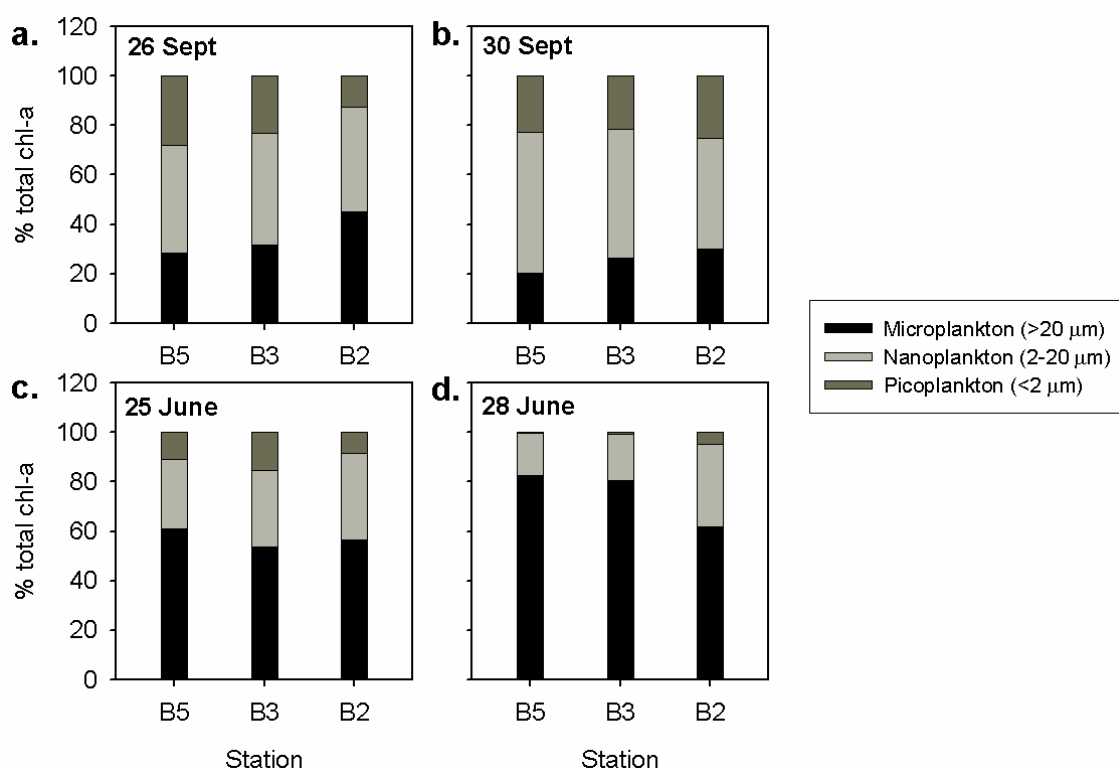 a.
26 Sept
120
100
80
60
40
20
0
% total chl-a
B5 B3 B2
b.
30 Sept
B5 B3 B2
Microplankton (>20 μm)
Nanoplankton (2-20 μm)
Picoplankton (<2 μm)
c.
25 June
120
100
80
60
40
20
0
% total chl-a
B5 B3 B2
Station
d.
28 June
B5 B3 B2
Station